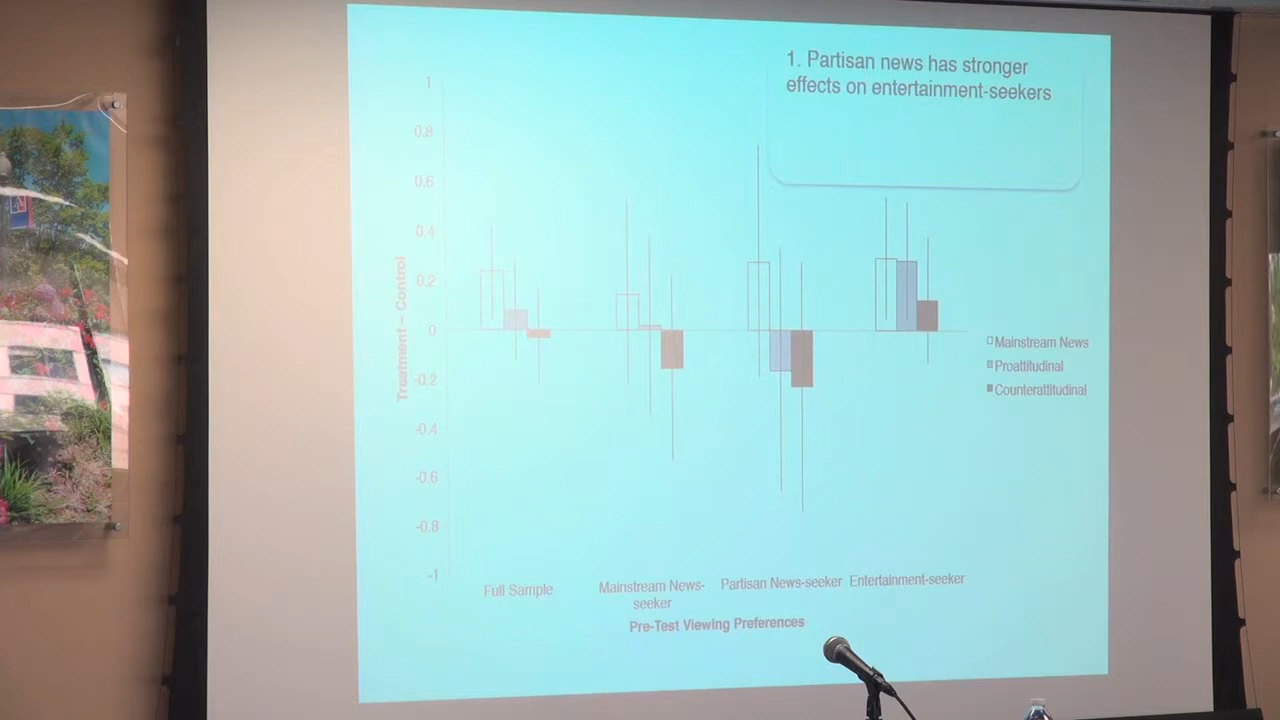 1. Partisan news has stronger
effects on entertainment-seekers
1
0.8
0.6
0.4
0.2
0
-0.2
-0.4
-0.6
-0.8
-1
Treatment – Control
Mainstream News
Proattitudinal
Counterattitudinal
Full Sample
Mainstream News-
seeker
Partisan News-seeker
Entertainment-seeker
Pre-Test Viewing Preferences